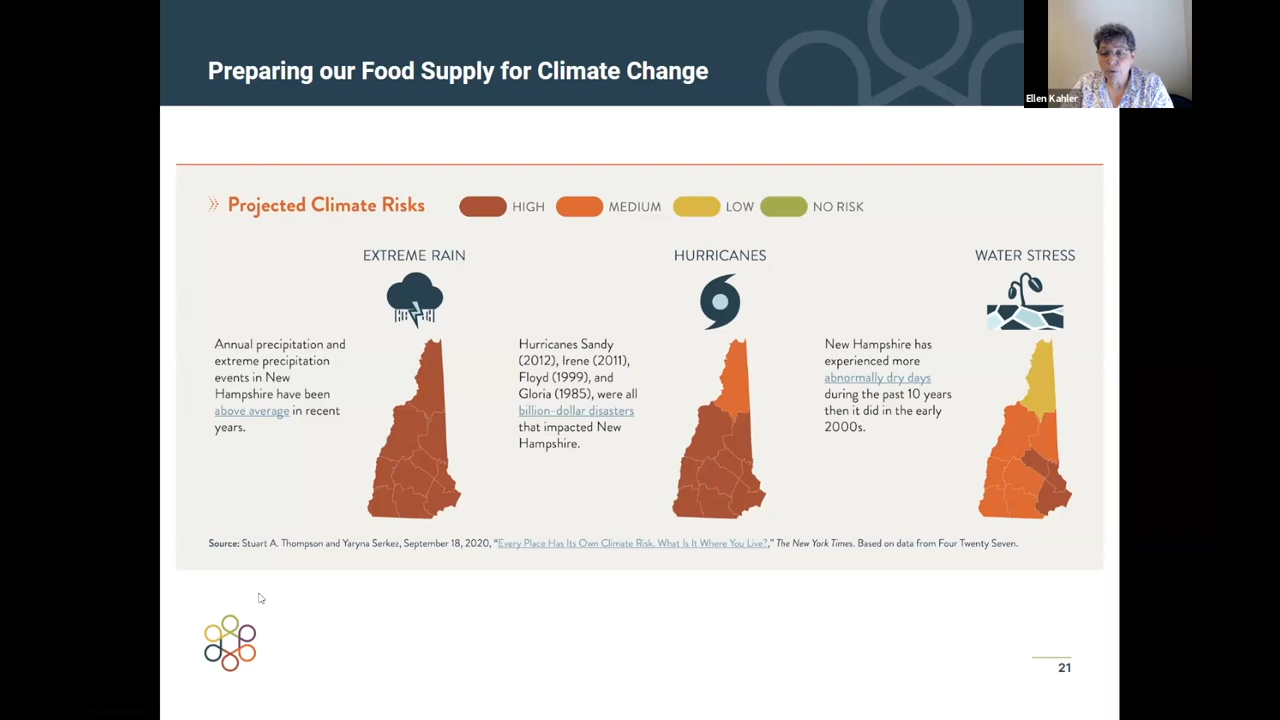 Preparing our Food Supply for Climate Change
Ellen Kahler
Projected Climate Risks
HIGH
MEDIUM
LOW
NO RISK
EXTREME RAIN
Annual precipitation and
extreme precipitation
events in New
Hampshire have been
above average in recent
years.
HURRICANES
Hurricanes Sandy
(2012), Irene (2011),
Floyd (1999), and
Gloria (1985), were all
billion-dollar disasters
that impacted New
Hampshire.
WATER STRESS
New Hampshire has
experienced more
abnormally dry days
during the past 10 years
then it did in the early
2000s.
Source: Stuart A. Thompson and Yaryna Serkez, September 18, 2020, “Every Place Has Its Own Climate Risk. What Is It Where You Live?,” The New York Times. Based on data from Four Twenty Seven.
21